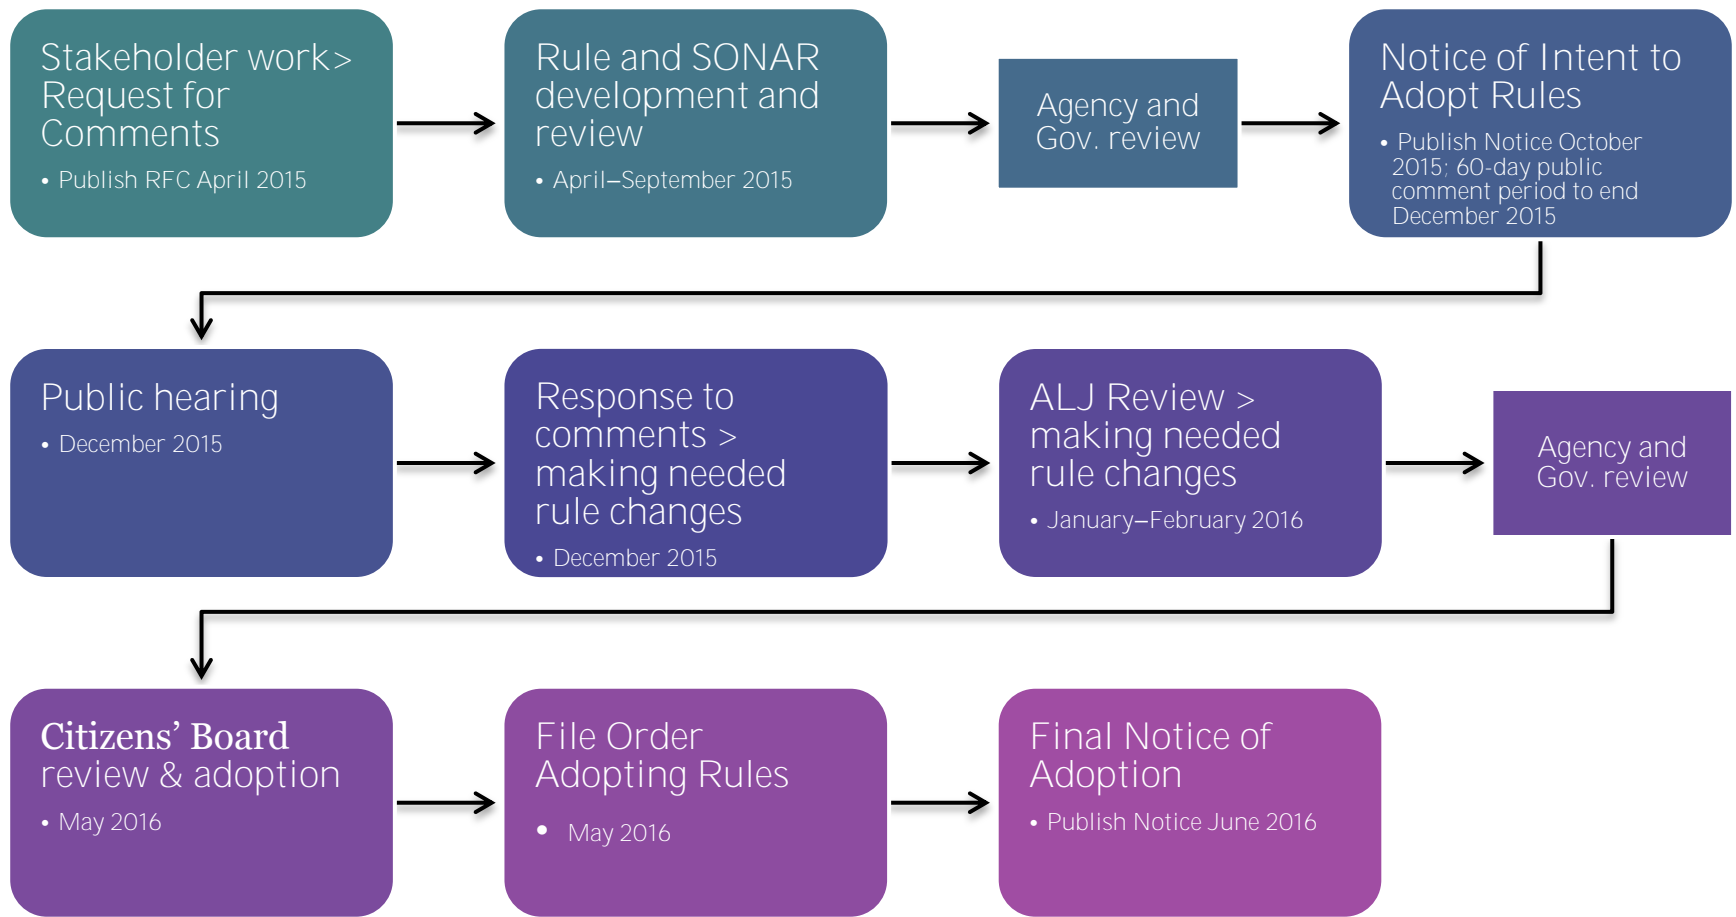 Stakeholder work>
Request for
Comments
• Publish RFC April 2015
Rule and SONAR
development and
review
• April–September 2015
Agency and
Gov. review
Notice of Intent to
Adopt Rules
• Publish Notice October
2015; 60-day public
comment period to end
December 2015
Public hearing
• December 2015
Response to
comments >
making needed
rule changes
• December 2015
ALJ Review >
making needed
rule changes
• January–February 2016
Agency and
Gov. review
Citizens’ Board
review & adoption
• May 2016
File Order
Adopting Rules
• May 2016
Final Notice of
Adoption
• Publish Notice June 2016